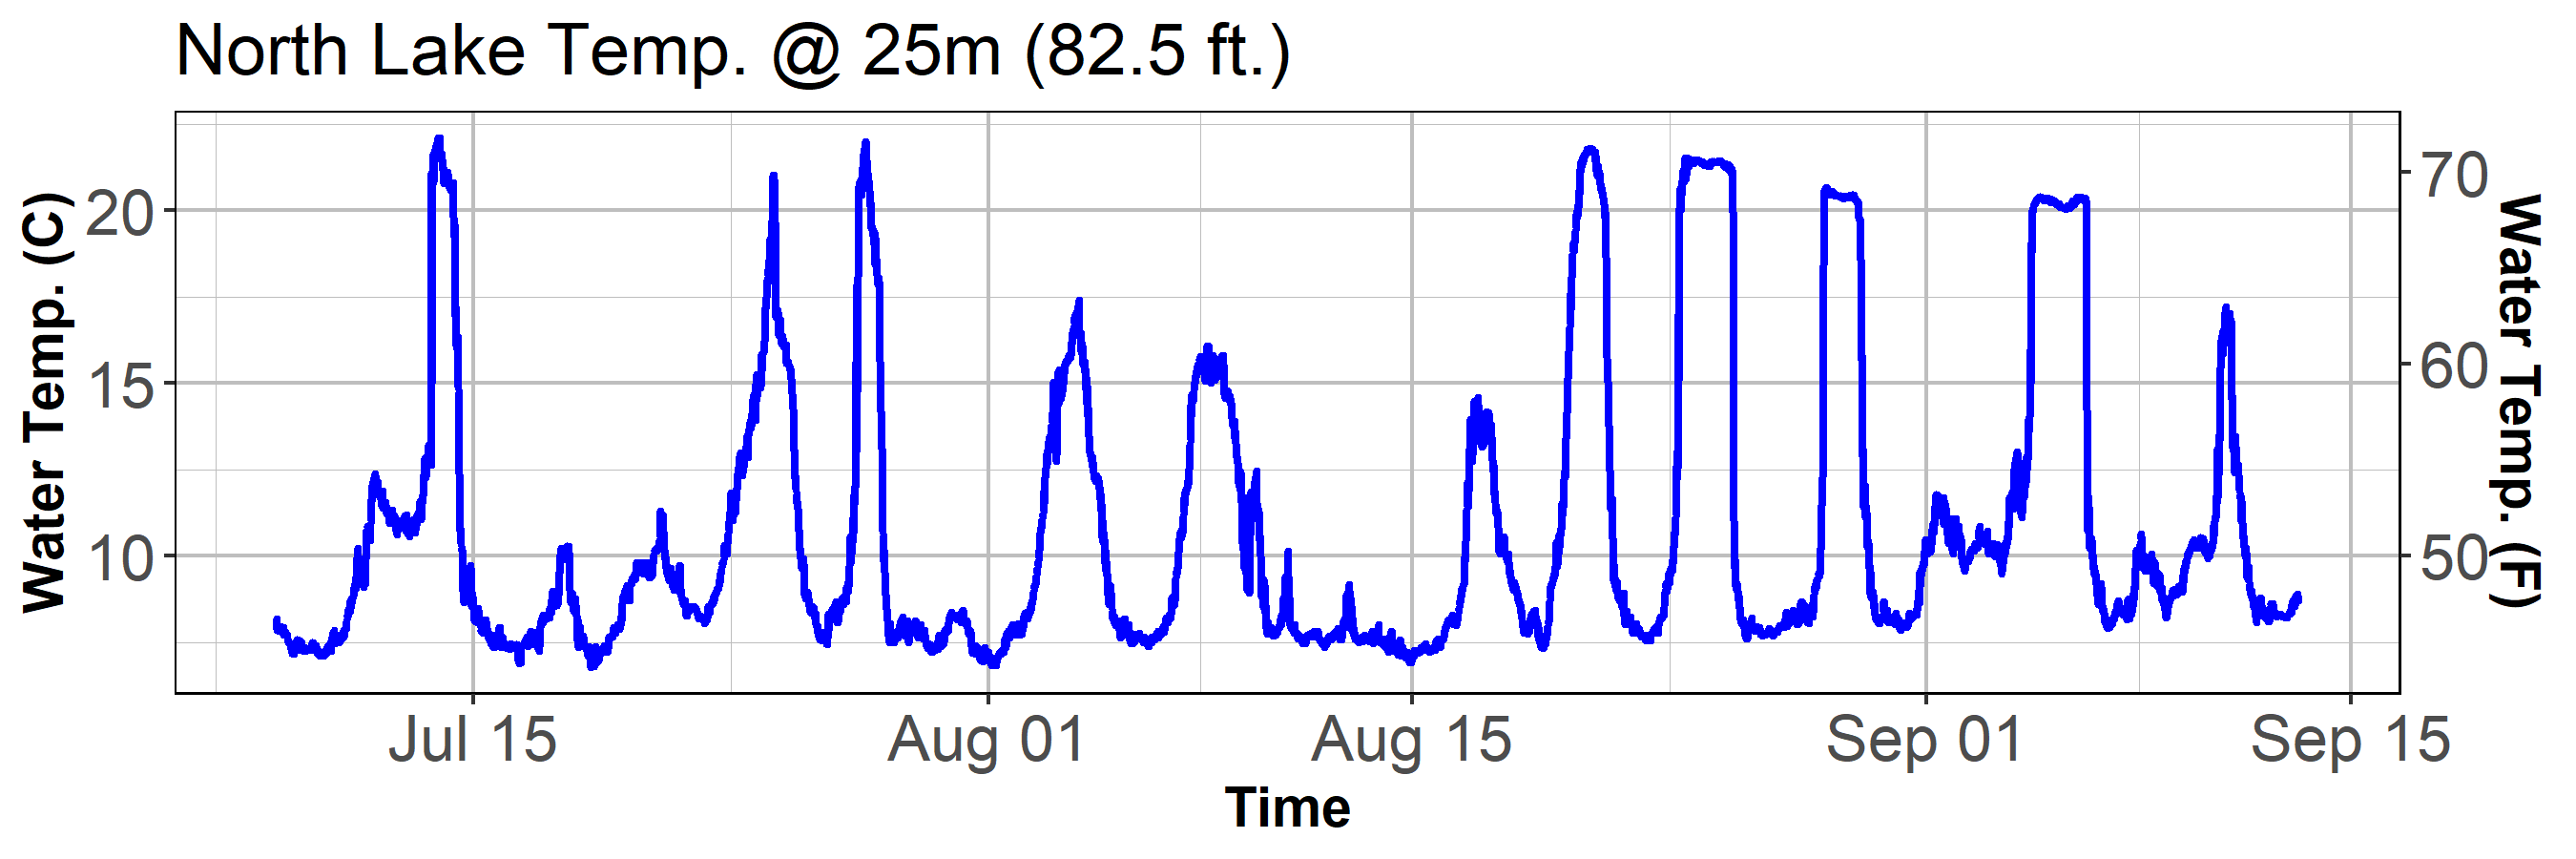 North Lake Temp. @ 25m (82.5 ft.)
Water Temp. (C)
20
15
10
70
60
50
Water Temp. (F)
Jul 15
Aug 01
Aug 15
Sep 01
Sep 15
Time